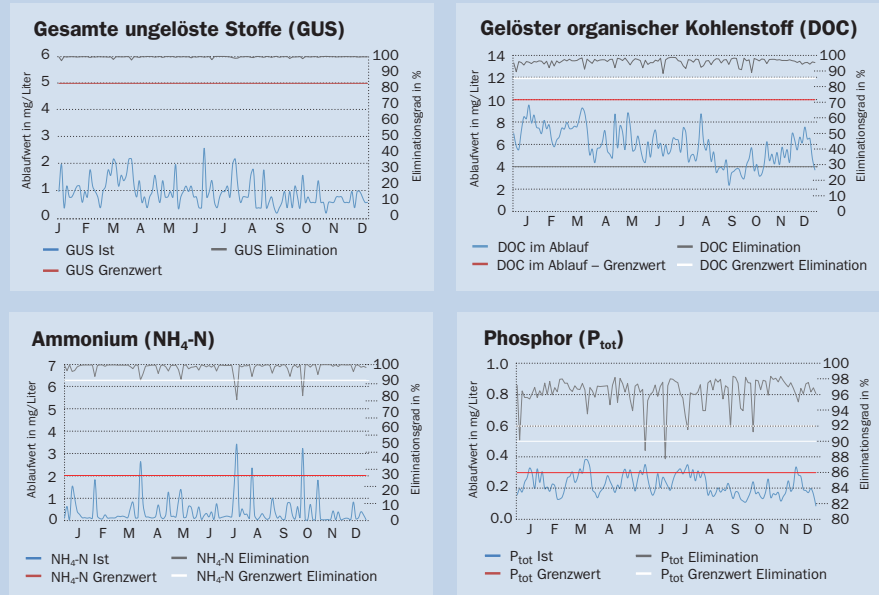 Gesamte ungelöste Stoffe (GUS)
Ablaufwert in mg/Liter
6
5
4
3
2
1
0
100
90
80
70
60
50
40
30
20
10
0
Eliminationsgrad in %
J F M A M J J A S O N D
GUS Ist
GUS Elimination
GUS Grenzwert
Gelöster organischer Kohlenstoff (DOC)
Ablaufwert in mg/Liter
14
12
10
8
6
4
2
0
100
90
80
70
60
50
40
30
20
10
0
Eliminationsgrad in %
J F M A M J J A S O N D
DOC im Ablauf
DOC Elimination
DOC im Ablauf – Grenzwert
DOC Grenzwert Elimination
Ammonium (NH₄-N)
Ablaufwert in mg/Liter
7
6
5
4
3
2
1
0
100
90
80
70
60
50
40
30
20
10
0
Eliminationsgrad in %
J F M A M J J A S O N D
NH₄-N Ist
NH₄-N Elimination
NH₄-N Grenzwert
NH₄-N Grenzwert Elimination
Phosphor (Ptot)
Ablaufwert in mg/Liter
1.0
0.8
0.6
0.4
0.2
0.0
100
98
96
94
92
90
88
86
84
82
80
Eliminationsgrad in %
J F M A M J J A S O N D
Ptot Ist
Ptot Elimination
Ptot Grenzwert
Ptot Grenzwert Elimination